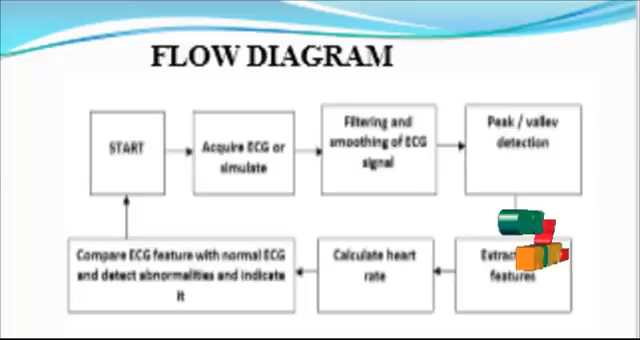 FLOW DIAGRAM
START
Acquire ECG or
simulate
Filtering and
smoothing of ECG
signal
Peak / valley
detection
Extract
features
Calculate heart
rate
Compare ECG feature with normal ECG
and detect abnormalities and indicate
it